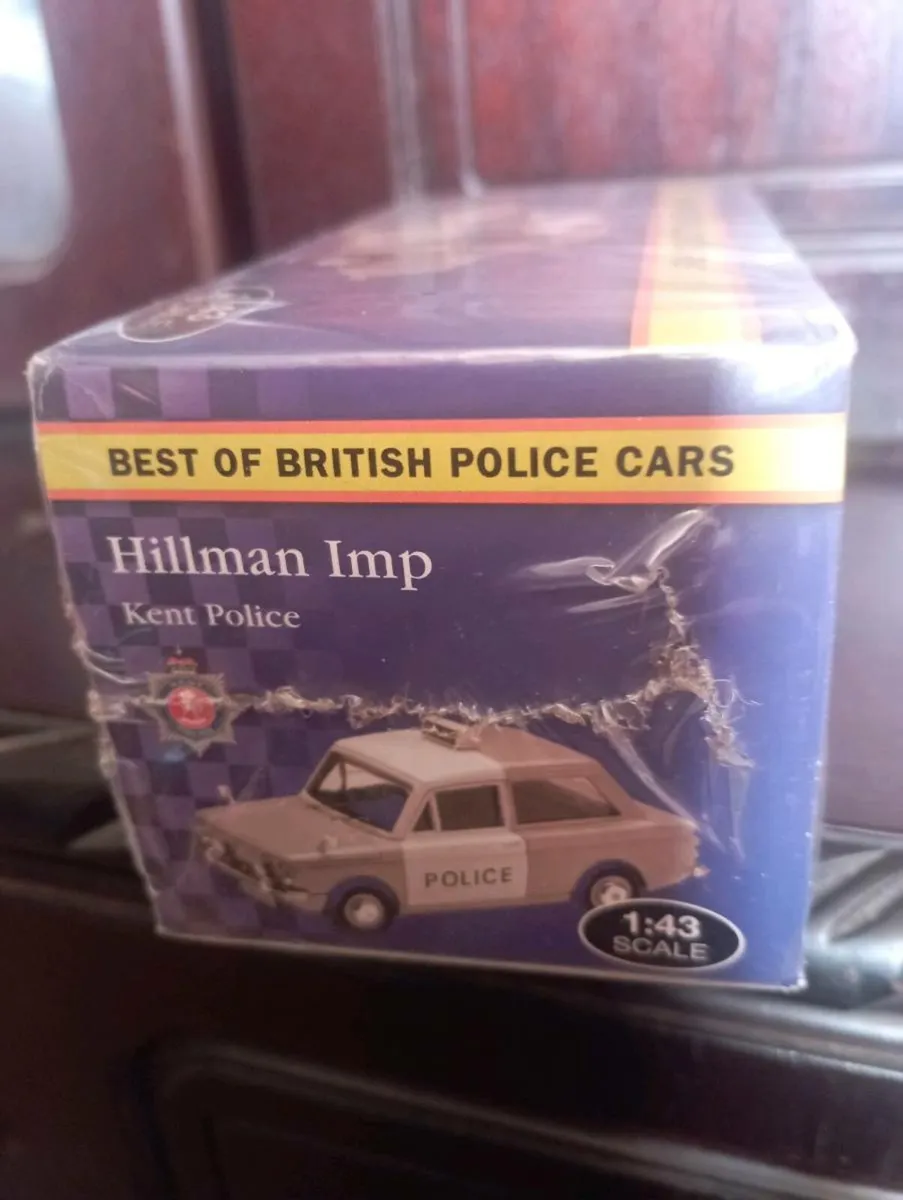 BEST OF BRITISH POLICE CARS
Hillman Imp
Kent Police
POLICE
1:43
SCALE